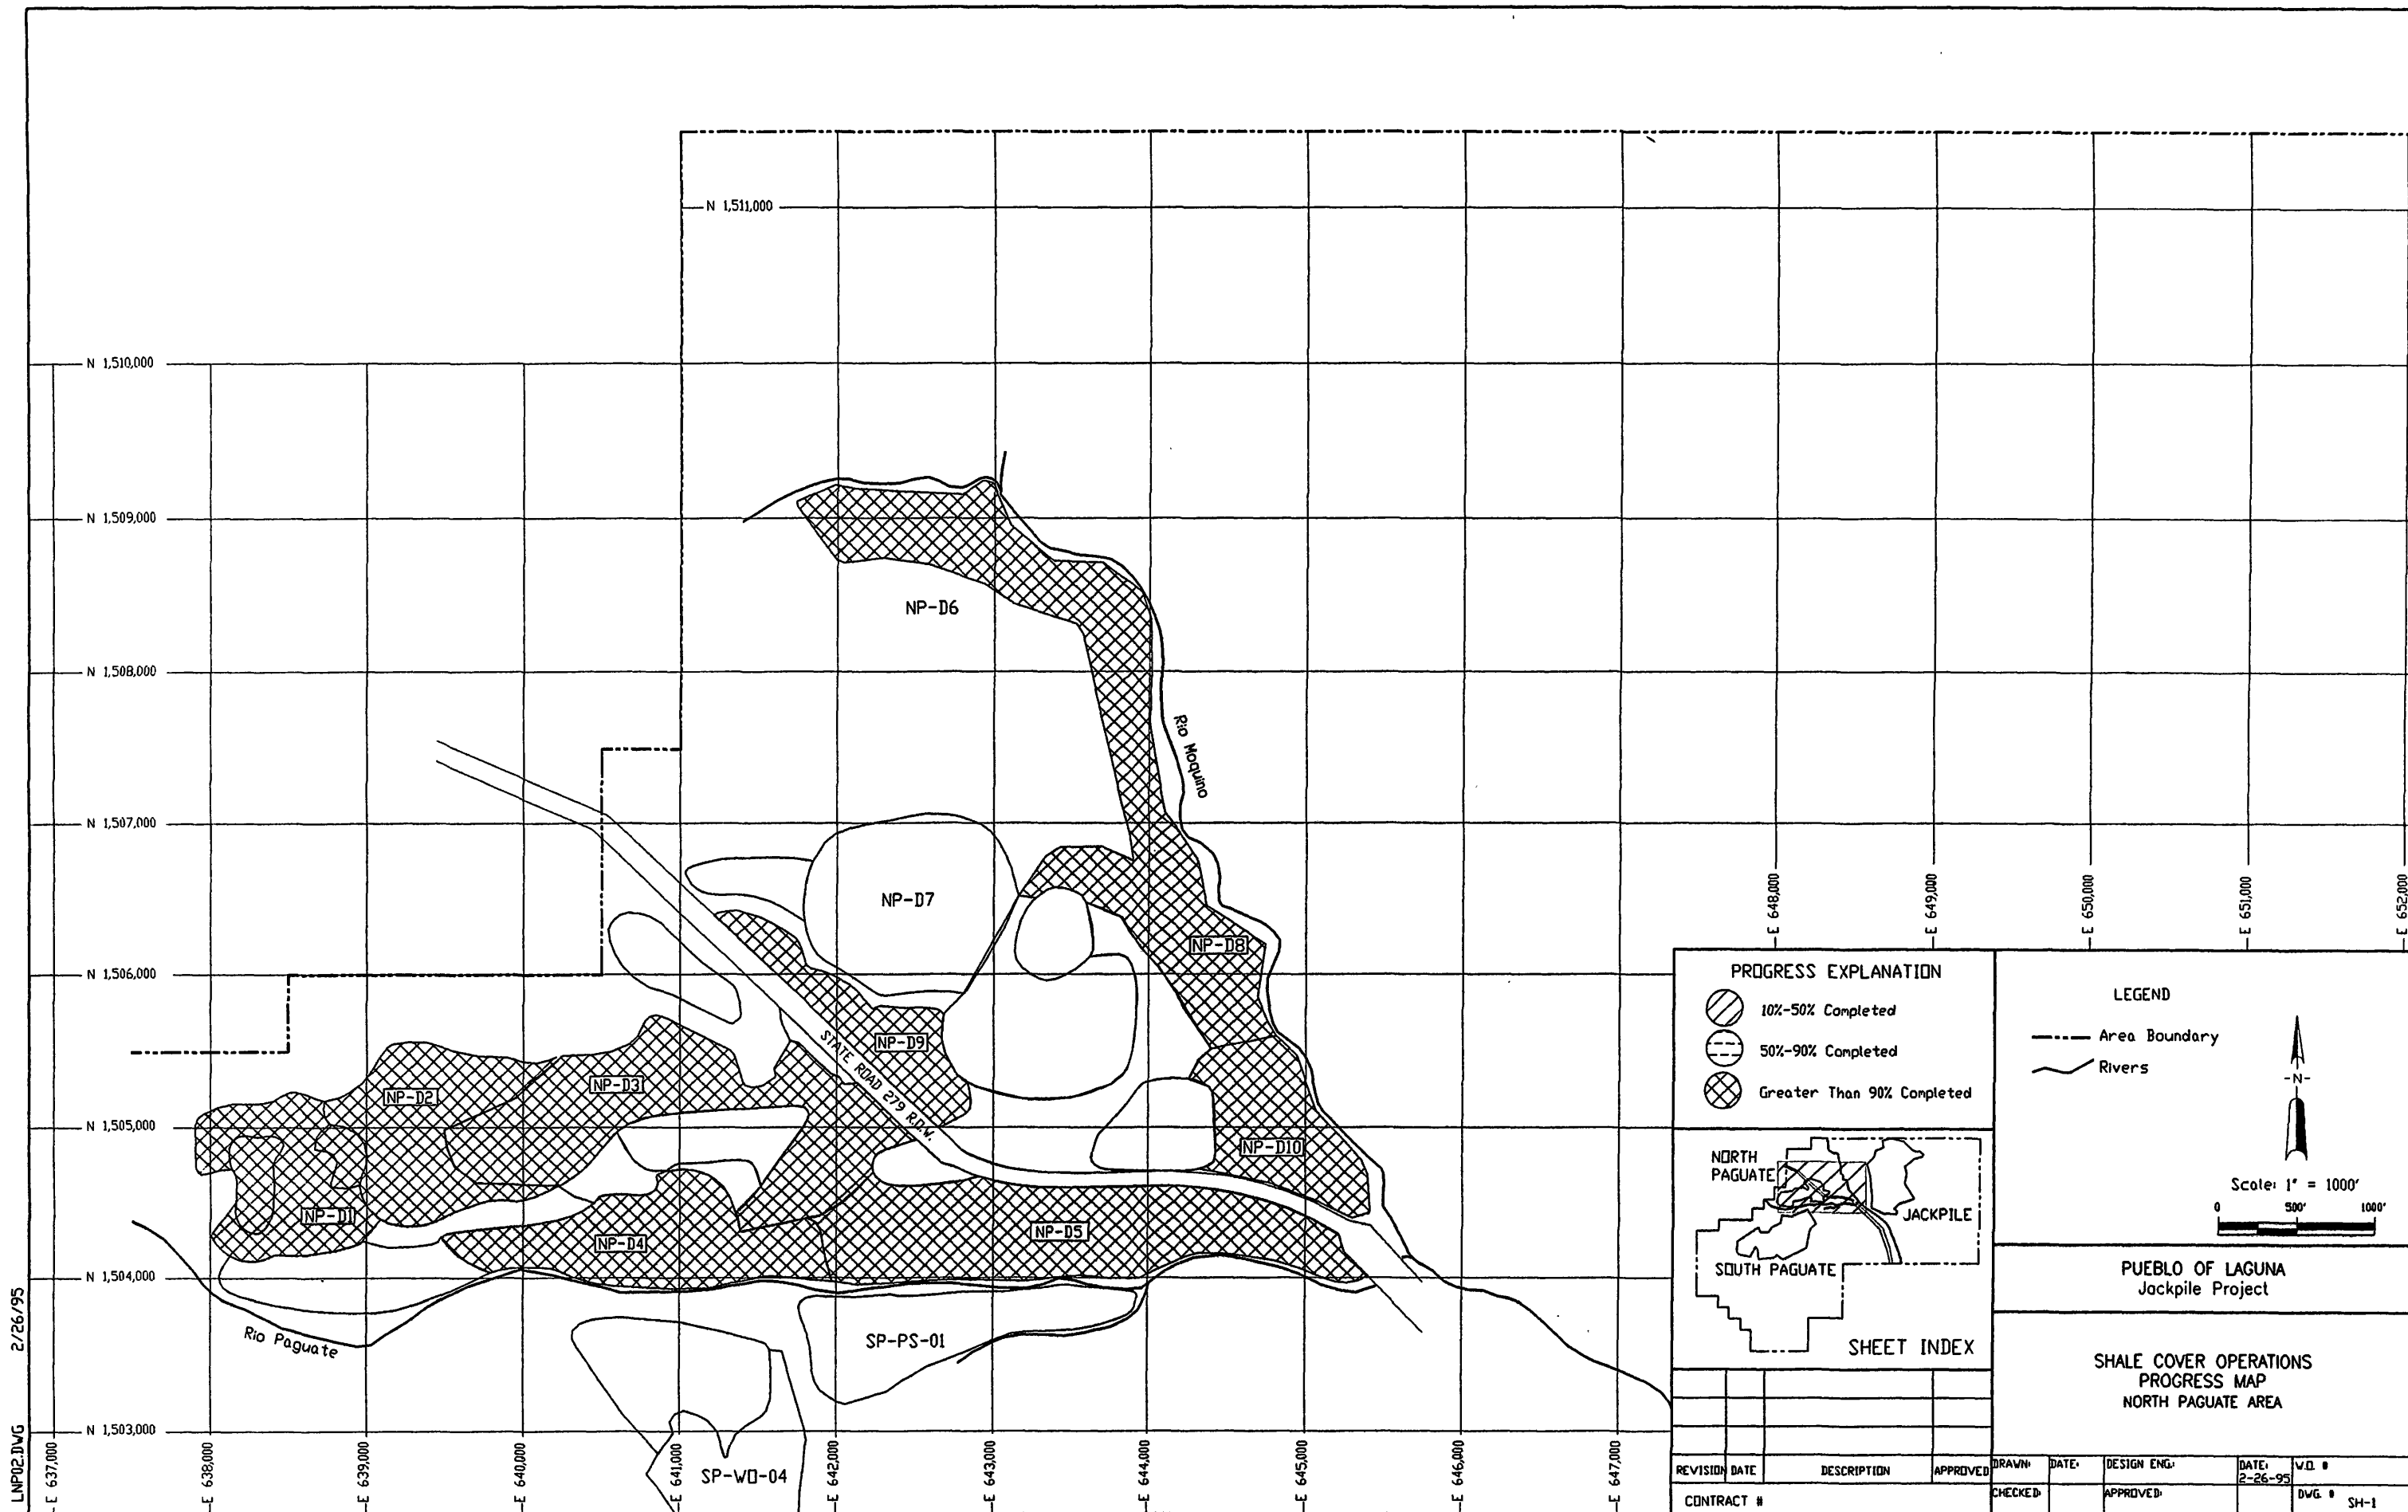 N 1,511,000
N 1,510,000
N 1,509,000
NP-D6
N 1,508,000
Rio Moquino
N 1,507,000
NP-D7
NP-D8
N 1,506,000
NP-D9
STATE ROAD 279 R.O.W.
NP-D3
NP-D2
N 1,505,000
NP-D10
NP-D1
NP-D5
NP-D4
N 1,504,000
Rio Paguate
SP-PS-01
N 1,503,000
SP-WO-04
E 637,000
E 638,000
E 639,000
E 640,000
E 641,000
E 642,000
E 643,000
E 644,000
E 645,000
E 646,000
E 647,000
E 648,000
E 649,000
E 650,000
E 651,000
E 652,000
LNP02.DWG 2/26/95
PROGRESS EXPLANATION
10%-50% Completed
50%-90% Completed
Greater Than 90% Completed
LEGEND
Area Boundary
Rivers
-N-
Scale: 1" = 1000'
0 500' 1000'
NORTH
PAGUATE
JACKPILE
SOUTH PAGUATE
SHEET INDEX
PUEBLO OF LAGUNA
Jackpile Project
SHALE COVER OPERATIONS
PROGRESS MAP
NORTH PAGUATE AREA
REVISION DATE DESCRIPTION APPROVED
CONTRACT #
DRAWN: DATE: DESIGN ENG.: DATE: W.O. #
2-26-95
CHECKED: APPROVED: DWG. # SH-1